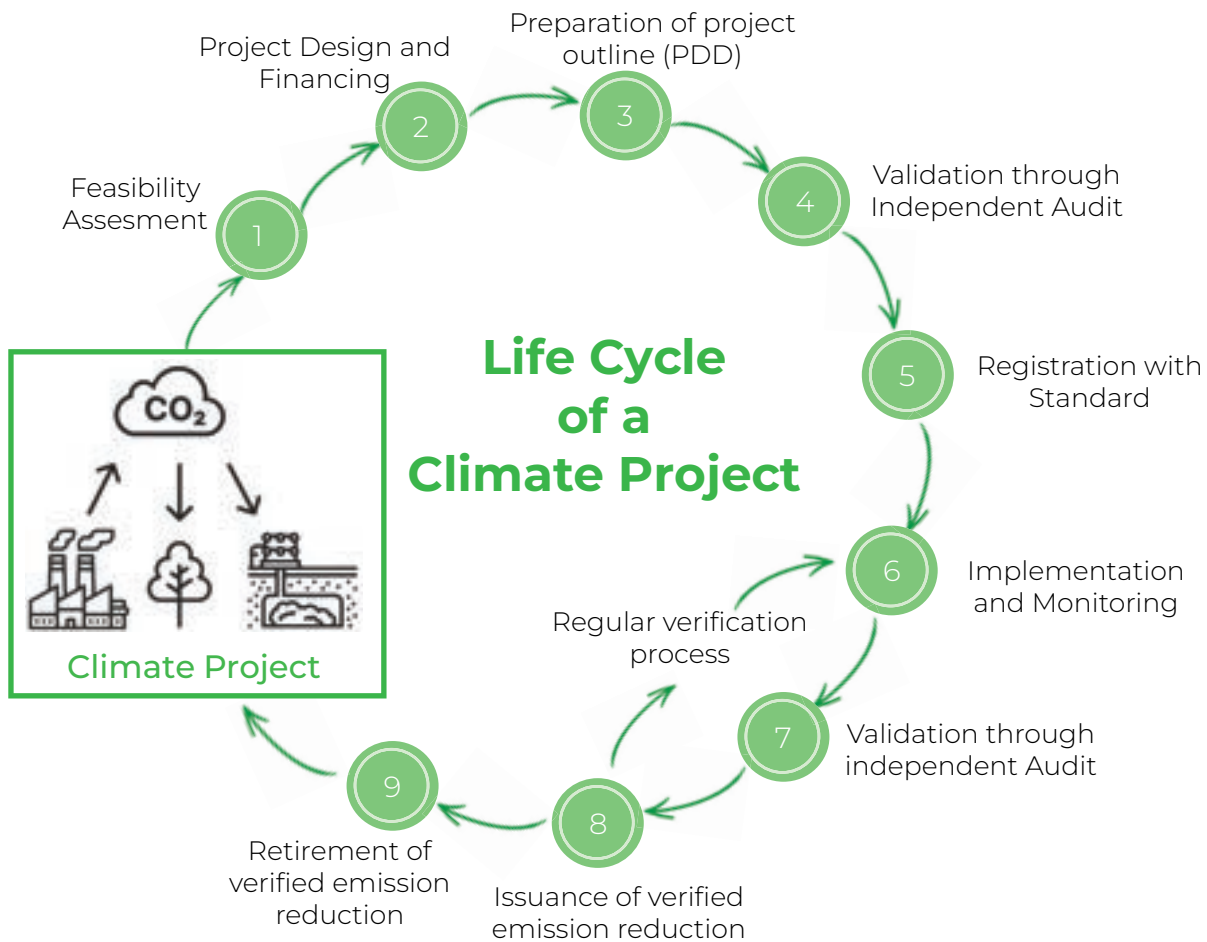 Preparation of project
outline (PDD)
Project Design and
Financing
3
2
Feasibility
Assesment
1
Validation through
Independent Audit
4
Life Cycle
of a
Climate Project
5
Registration with
Standard
CO₂
Climate Project
6
Implementation
and Monitoring
Regular verification
process
7
Validation through
independent Audit
8
Issuance of verified
emission reduction
9
Retirement of
verified emission
reduction